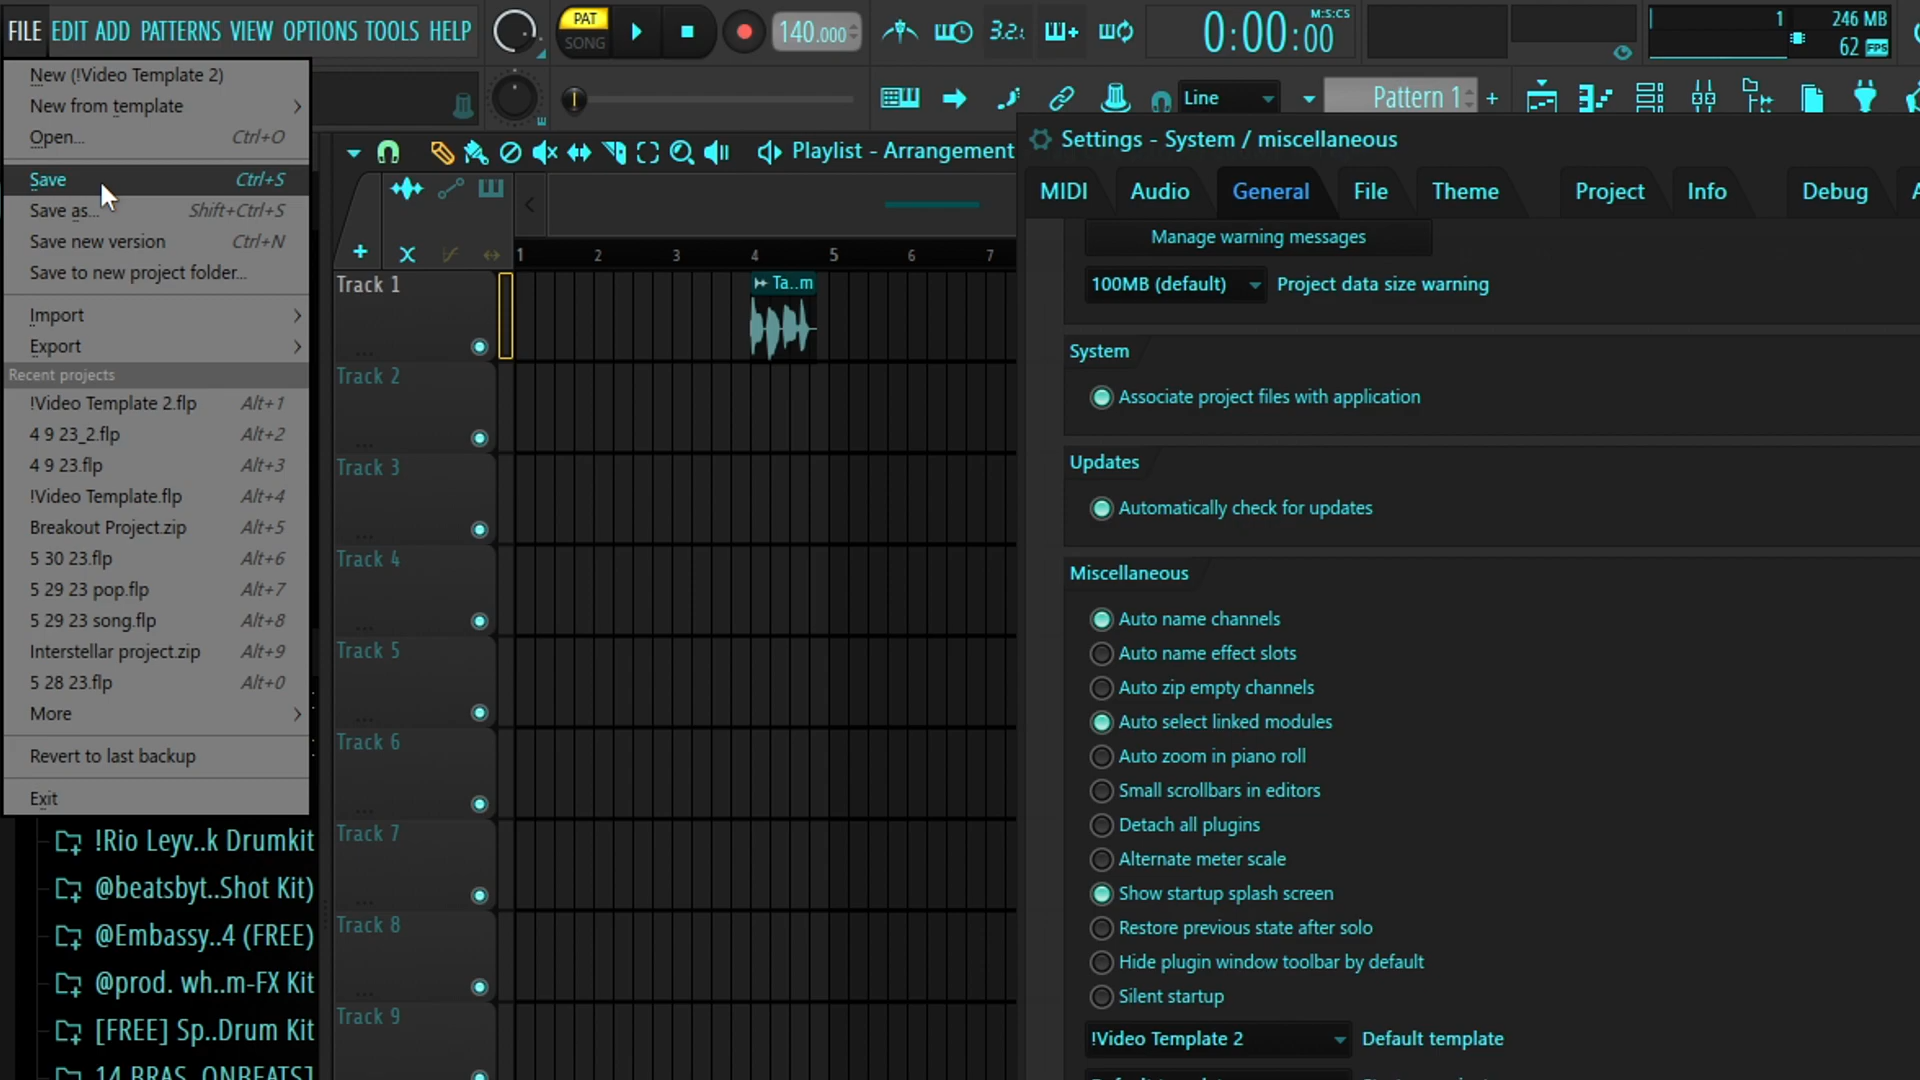 FILE EDIT ADD PATTERNS VIEW OPTIONS TOOLS HELP
PAT
SONG
140.000
3.2.
0:00:00
M:S:CS
1
246 MB
62 FPS
New (!Video Template 2)
New from template
Open... Ctrl+O
Save Ctrl+S
Save as... Shift+Ctrl+S
Save new version Ctrl+N
Save to new project folder...
Import
Export
Recent projects
!Video Template 2.flp Alt+1
4 9 23_2.flp Alt+2
4 9 23.flp Alt+3
!Video Template.flp Alt+4
Breakout Project.zip Alt+5
5 30 23.flp Alt+6
5 29 23 pop.flp Alt+7
5 29 23 song.flp Alt+8
Interstellar project.zip Alt+9
5 28 23.flp Alt+0
More
Revert to last backup
Exit
!Rio Leyv..k Drumkit
@beatsbyt..Shot Kit)
@Embassy..4 (FREE)
@prod. wh..m-FX Kit
[FREE] Sp..Drum Kit
14 BRAS..ONBEATS]
Line
Pattern 1
Playlist - Arrangement
1 2 3 4 5 6 7
Ta..m
Track 1
Track 2
Track 3
Track 4
Track 5
Track 6
Track 7
Track 8
Track 9
Settings - System / miscellaneous
MIDI Audio General File Theme Project Info Debug
Manage warning messages
100MB (default) Project data size warning
System
Associate project files with application
Updates
Automatically check for updates
Miscellaneous
Auto name channels
Auto name effect slots
Auto zip empty channels
Auto select linked modules
Auto zoom in piano roll
Small scrollbars in editors
Detach all plugins
Alternate meter scale
Show startup splash screen
Restore previous state after solo
Hide plugin window toolbar by default
Silent startup
!Video Template 2 Default template